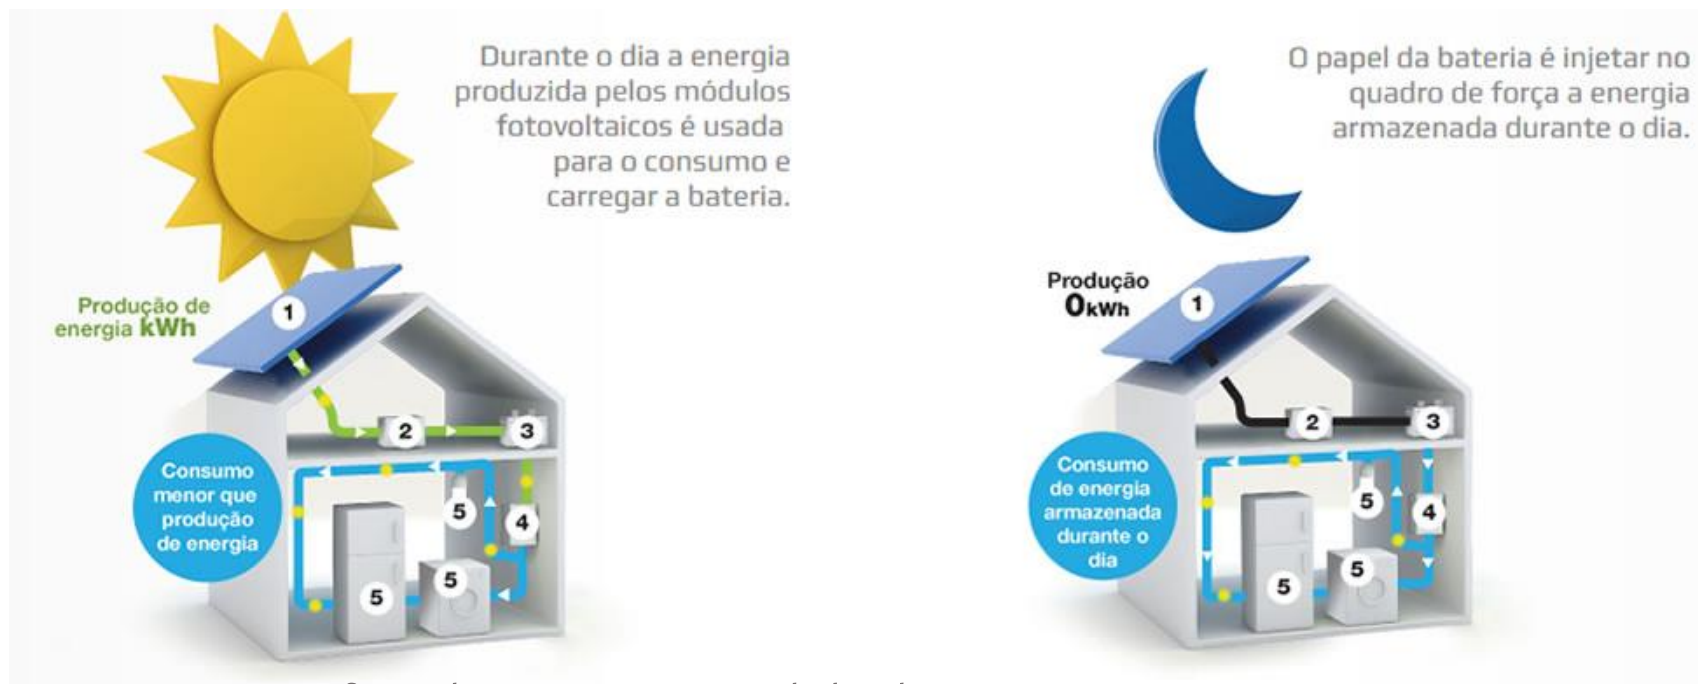 Durante o dia a energia
produzida pelos módulos
fotovoltaicos é usada
para o consumo e
carregar a bateria.
Produção de
energia kWh
1
2
3
Consumo
menor que
produção
de energia
5
4
5
5
O papel da bateria é injetar no
quadro de força a energia
armazenada durante o dia.
Produção
0kWh
1
2
3
Consumo
de energia
armazenada
durante o
dia
5
4
5
5